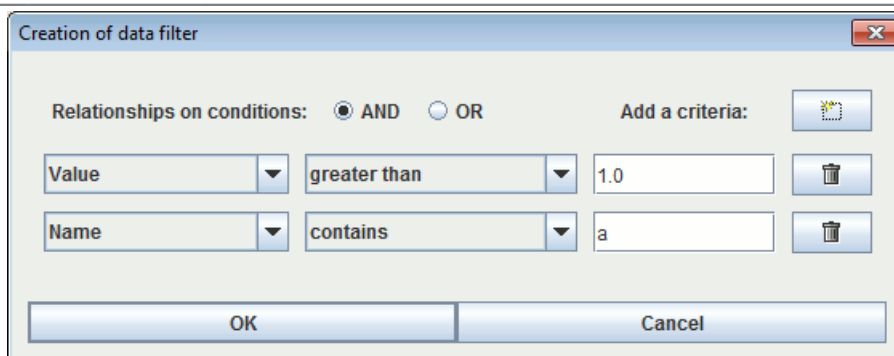 Creation of data filter
Relationships on conditions: AND OR Add a criteria:
Value greater than 1.0
Name contains a
OK Cancel